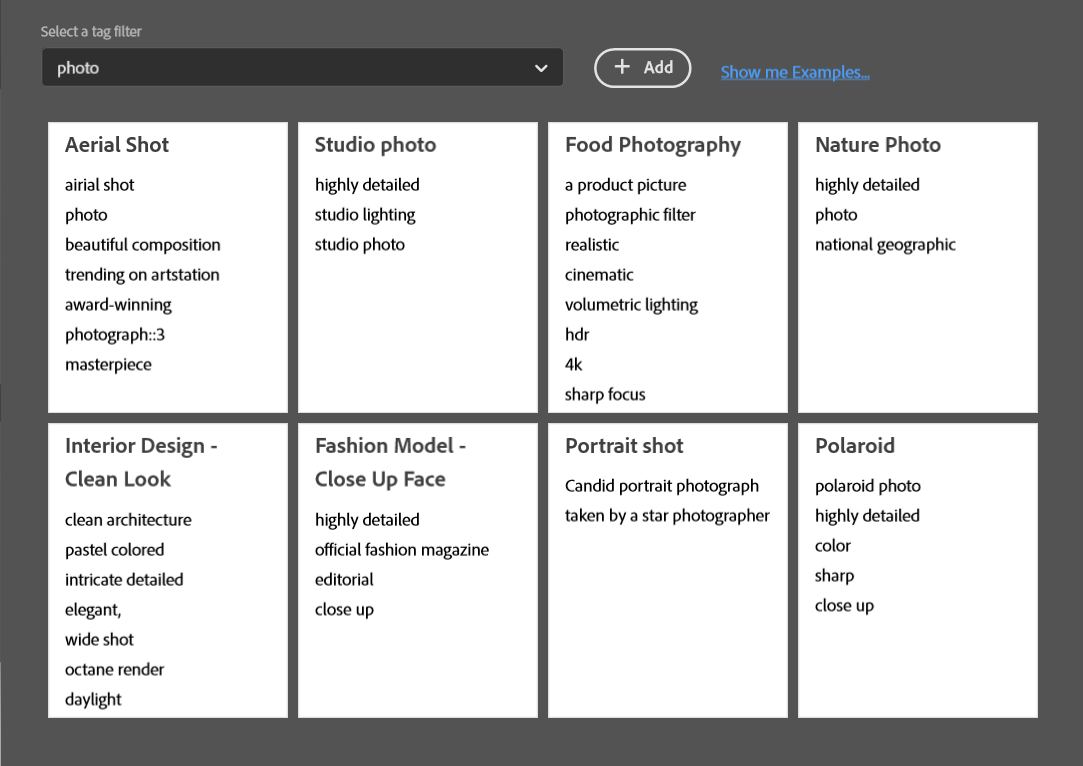 Select a tag filter
photo
+ Add
Show me Examples...
Aerial Shot
airial shot
photo
beautiful composition
trending on artstation
award-winning
photograph::3
masterpiece
Studio photo
highly detailed
studio lighting
studio photo
Food Photography
a product picture
photographic filter
realistic
cinematic
volumetric lighting
hdr
4k
sharp focus
Nature Photo
highly detailed
photo
national geographic
Interior Design -
Clean Look
clean architecture
pastel colored
intricate detailed
elegant,
wide shot
octane render
daylight
Fashion Model -
Close Up Face
highly detailed
official fashion magazine
editorial
close up
Portrait shot
Candid portrait photograph
taken by a star photographer
Polaroid
polaroid photo
highly detailed
color
sharp
close up